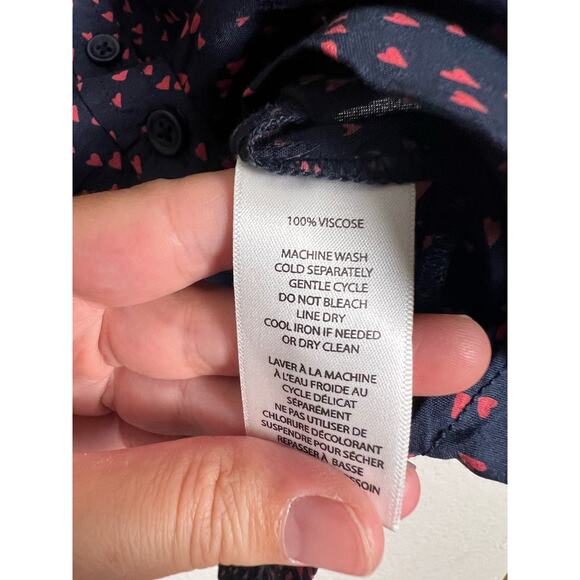 100% VISCOSE
MACHINE WASH
COLD SEPARATELY
GENTLE CYCLE
DO NOT BLEACH
LINE DRY
COOL IRON IF NEEDED
OR DRY CLEAN
LAVER À LA MACHINE
À L'EAU FROIDE AU
CYCLE DÉLICAT
SÉPARÉMENT
NE PAS UTILISER DE
CHLORURE DÉCOLORANT
SUSPENDRE POUR SÉCHER
REPASSER À BASSE